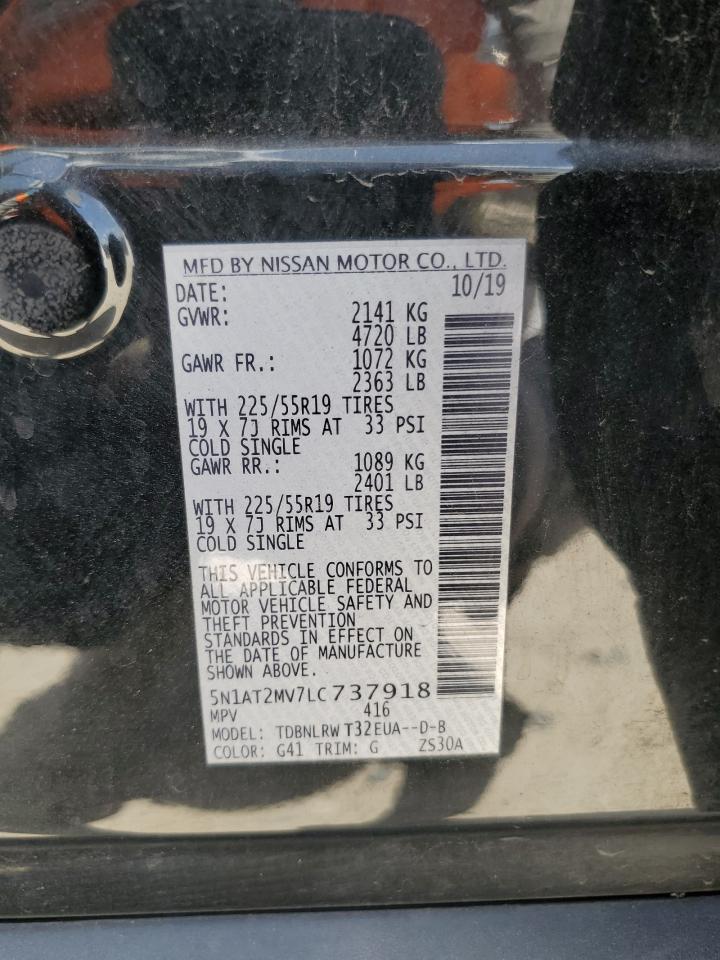 MFD BY NISSAN MOTOR CO., LTD.
DATE: 10/19
GVWR: 2141 KG
4720 LB
GAWR FR.: 1072 KG
2363 LB
WITH 225/55R19 TIRES
19 X 7J RIMS AT 33 PSI
COLD SINGLE
GAWR RR.: 1089 KG
2401 LB
WITH 225/55R19 TIRES
19 X 7J RIMS AT 33 PSI
COLD SINGLE
THIS VEHICLE CONFORMS TO
ALL APPLICABLE FEDERAL
MOTOR VEHICLE SAFETY AND
THEFT PREVENTION
STANDARDS IN EFFECT ON
THE DATE OF MANUFACTURE
SHOWN ABOVE.
5N1AT2MV7LC737918
MPV 416
MODEL: TDBNLRW T32EUA--D-B
COLOR: G41 TRIM: G ZS30A